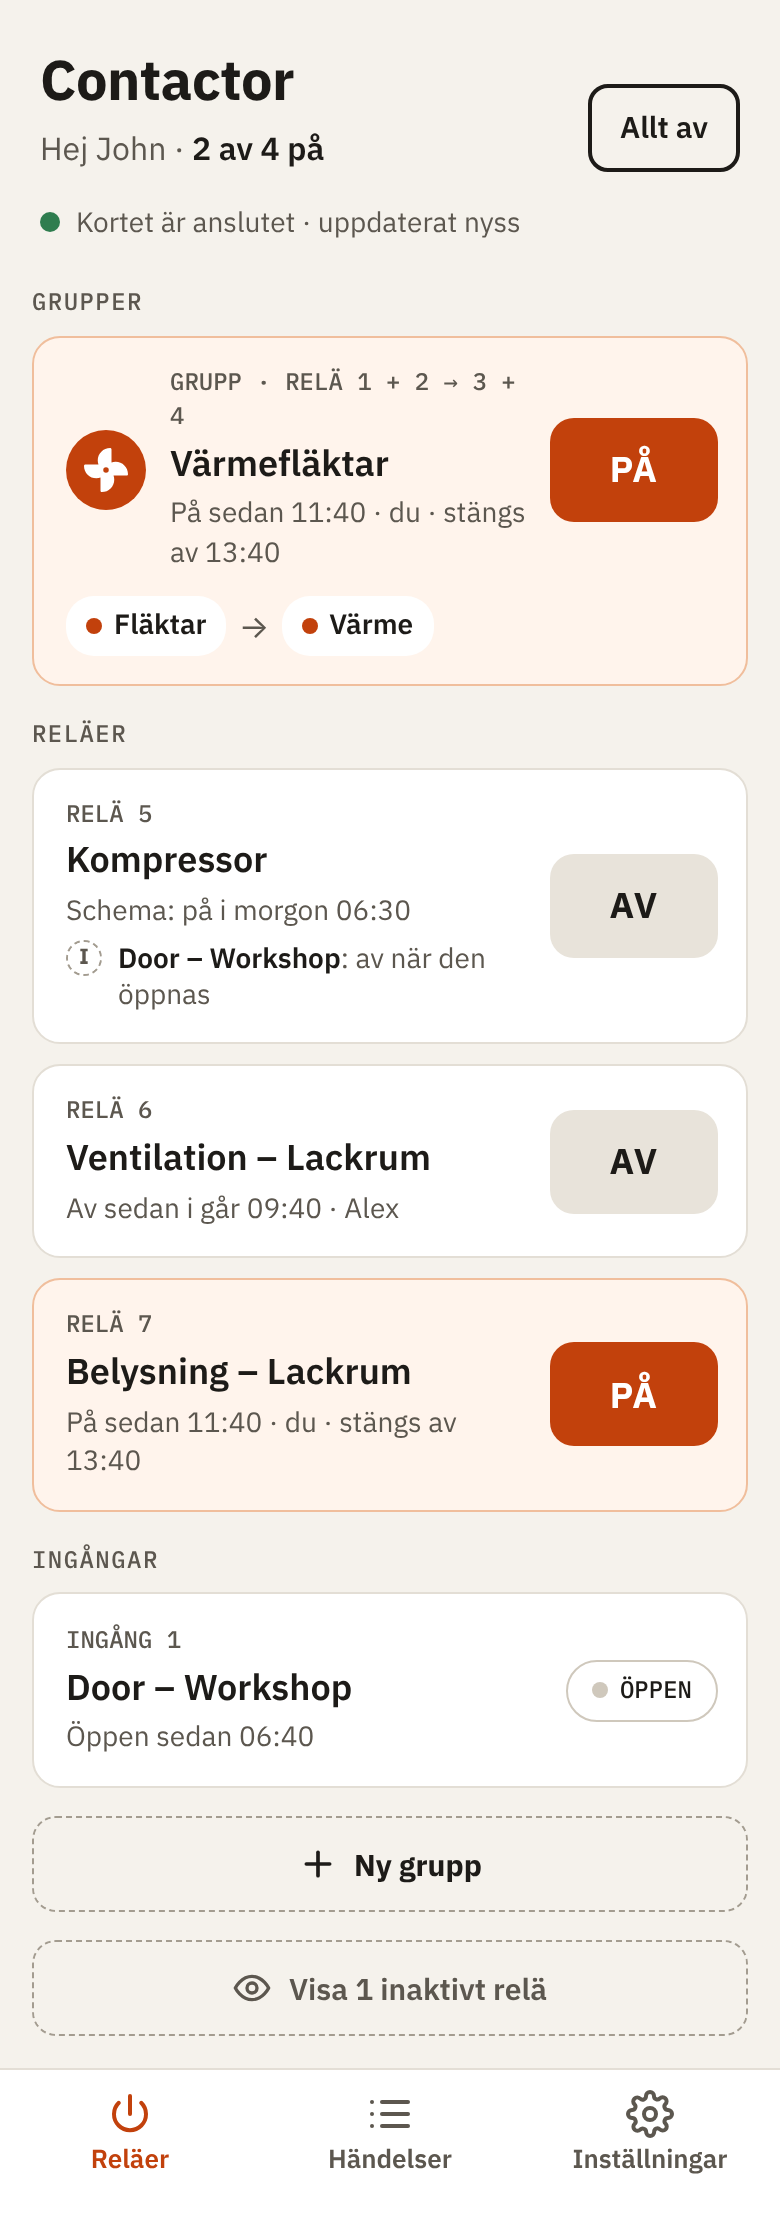 Contactor
Hej John · 2 av 4 på
Allt av
Kortet är anslutet · uppdaterat nyss
GRUPPER
GRUPP · RELÄ 1 + 2 → 3 +
4
Värmefläktar
På sedan 11:40 · du · stängs
av 13:40
PÅ
Fläktar → Värme
RELÄER
RELÄ 5
Kompressor
Schema: på i morgon 06:30
I Door – Workshop: av när den
öppnas
AV
RELÄ 6
Ventilation – Lackrum
Av sedan i går 09:40 · Alex
AV
RELÄ 7
Belysning – Lackrum
På sedan 11:40 · du · stängs av
13:40
PÅ
INGÅNGAR
INGÅNG 1
Door – Workshop
Öppen sedan 06:40
ÖPPEN
Ny grupp
Visa 1 inaktivt relä
Reläer
Händelser
Inställningar